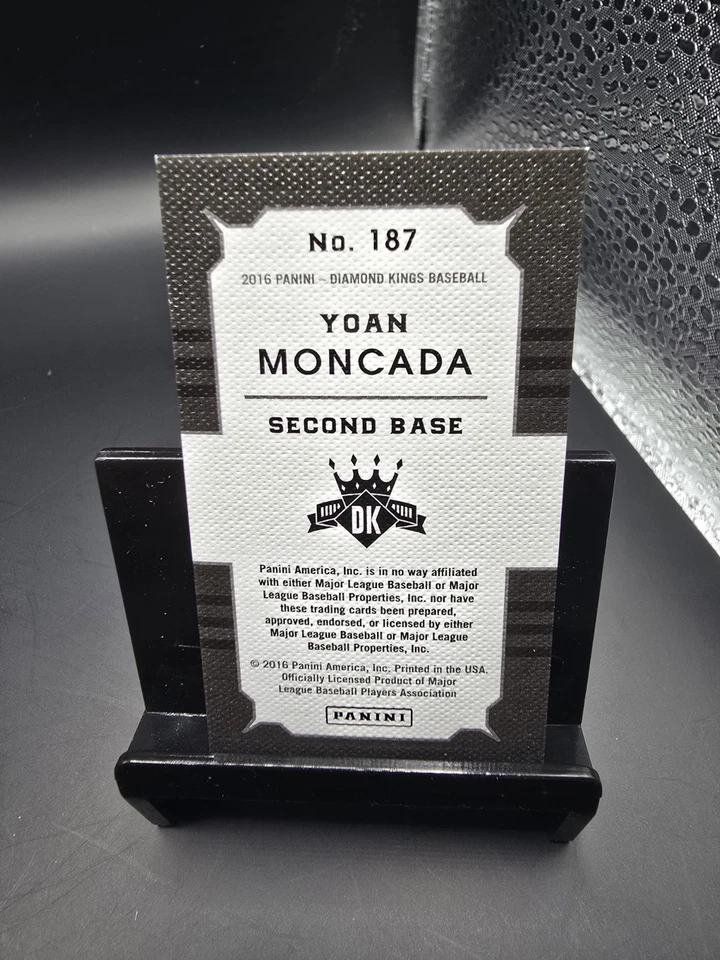 No. 187
2016 PANINI – DIAMOND KINGS BASEBALL
YOAN
MONCADA
SECOND BASE
DK
Panini America, Inc. is in no way affiliated
with either Major League Baseball or Major
League Baseball Properties, Inc. nor have
these trading cards been prepared,
approved, endorsed, or licensed by either
Major League Baseball or Major League
Baseball Properties, Inc.
© 2016 Panini America, Inc. Printed in the USA.
Officially Licensed Product of Major
League Baseball Players Association
PANINI